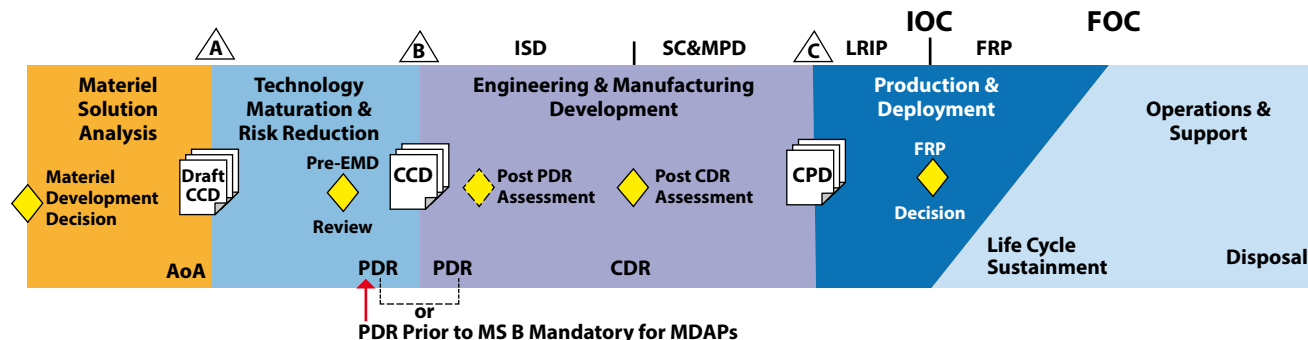 IOC
FOC
A
B
ISD
SC&MPD
C
LRIP
FRP
Materiel
Solution
Analysis
Technology
Maturation &
Risk Reduction
Engineering & Manufacturing
Development
Production &
Deployment
Operations &
Support
Materiel
Development
Decision
Draft
CCD
Pre-EMD
Review
CCD
Post PDR
Assessment
Post CDR
Assessment
CPD
FRP
Decision
Life Cycle
Sustainment
Disposal
AoA
PDR
PDR
CDR
or
PDR Prior to MS B Mandatory for MDAPs